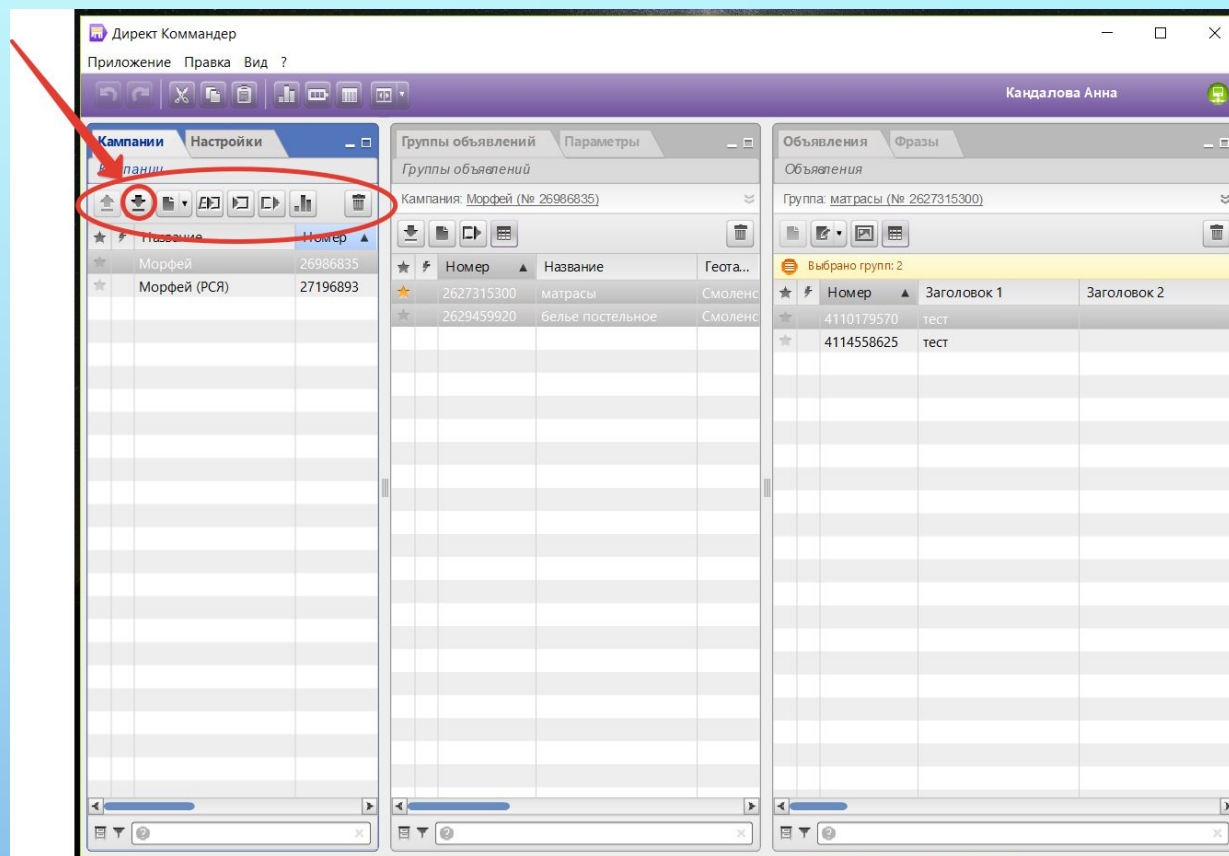 Директ Коммандер
Приложение Правка Вид ?
Кандалова Анна
Кампании Настройки
Кампании
Название Номер
Морфей 26986835
Морфей (РСЯ) 27196893
Группы объявлений Параметры
Группы объявлений
Кампания: Морфей (№ 26986835)
Номер Название Геота...
2627315300 матрасы Смоленс
2629459920 белье постельное Смоленс
Объявления Фразы
Объявления
Группа: матрасы (№ 2627315300)
Выбрано групп: 2
Номер Заголовок 1 Заголовок 2
4110179570 тест
4114558625 тест